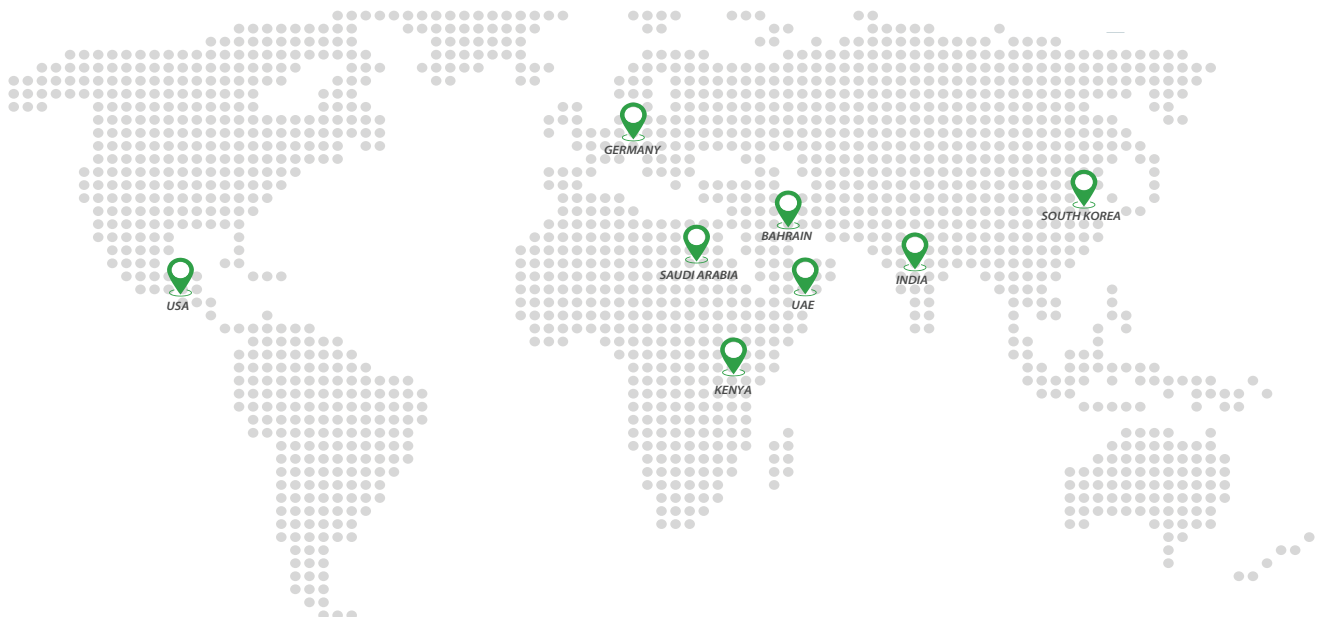 GERMANY
SOUTH KOREA
BAHRAIN
SAUDI ARABIA
INDIA
USA
UAE
KENYA